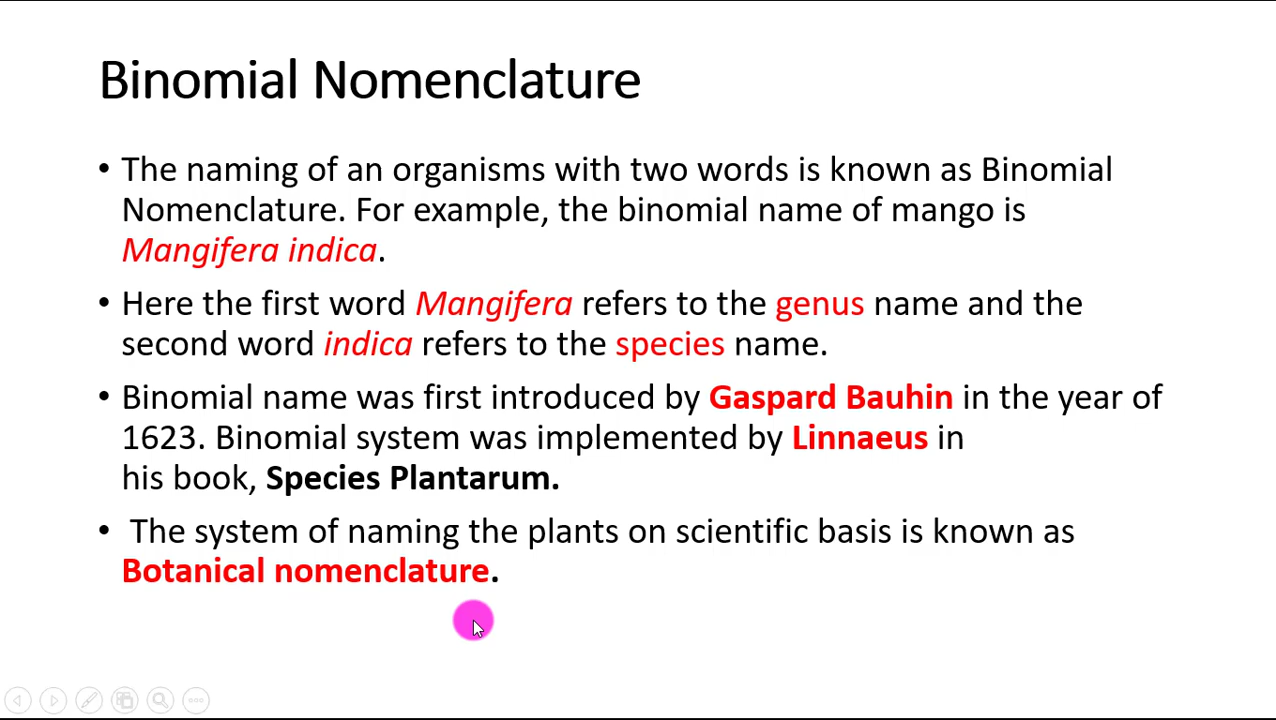 Binomial Nomenclature
• The naming of an organisms with two words is known as Binomial
Nomenclature. For example, the binomial name of mango is
Mangifera indica.
• Here the first word Mangifera refers to the genus name and the
second word indica refers to the species name.
• Binomial name was first introduced by Gaspard Bauhin in the year of
1623. Binomial system was implemented by Linnaeus in
his book, Species Plantarum.
• The system of naming the plants on scientific basis is known as
Botanical nomenclature.